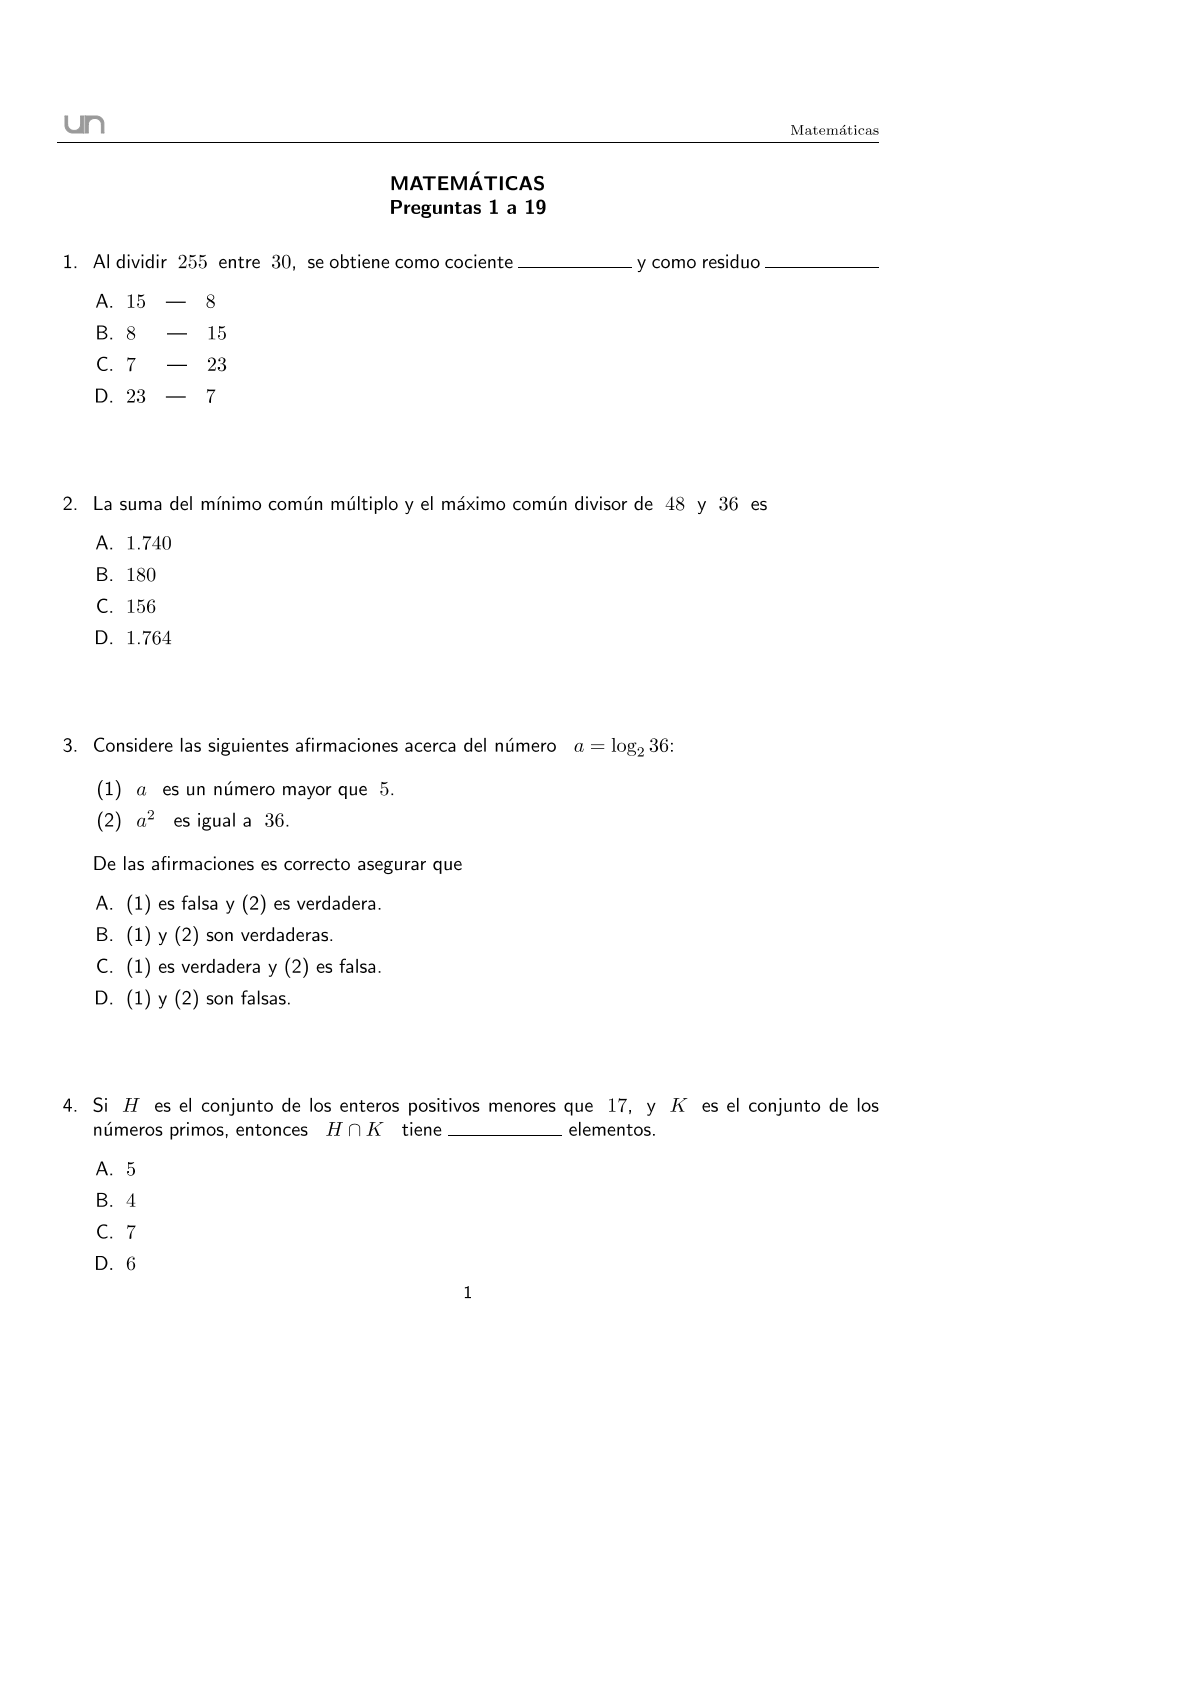 un
Matemáticas
MATEMÁTICAS
Preguntas 1 a 19
1. Al dividir 255 entre 30, se obtiene como cociente ________ y como residuo ________
A. 15 — 8
B. 8 — 15
C. 7 — 23
D. 23 — 7
2. La suma del mínimo común múltiplo y el máximo común divisor de 48 y 36 es
A. 1.740
B. 180
C. 156
D. 1.764
3. Considere las siguientes afirmaciones acerca del número a = log₂ 36:
(1) a es un número mayor que 5.
(2) a² es igual a 36.
De las afirmaciones es correcto asegurar que
A. (1) es falsa y (2) es verdadera.
B. (1) y (2) son verdaderas.
C. (1) es verdadera y (2) es falsa.
D. (1) y (2) son falsas.
4. Si H es el conjunto de los enteros positivos menores que 17, y K es el conjunto de los
números primos, entonces H ∩ K tiene ________ elementos.
A. 5
B. 4
C. 7
D. 6
1